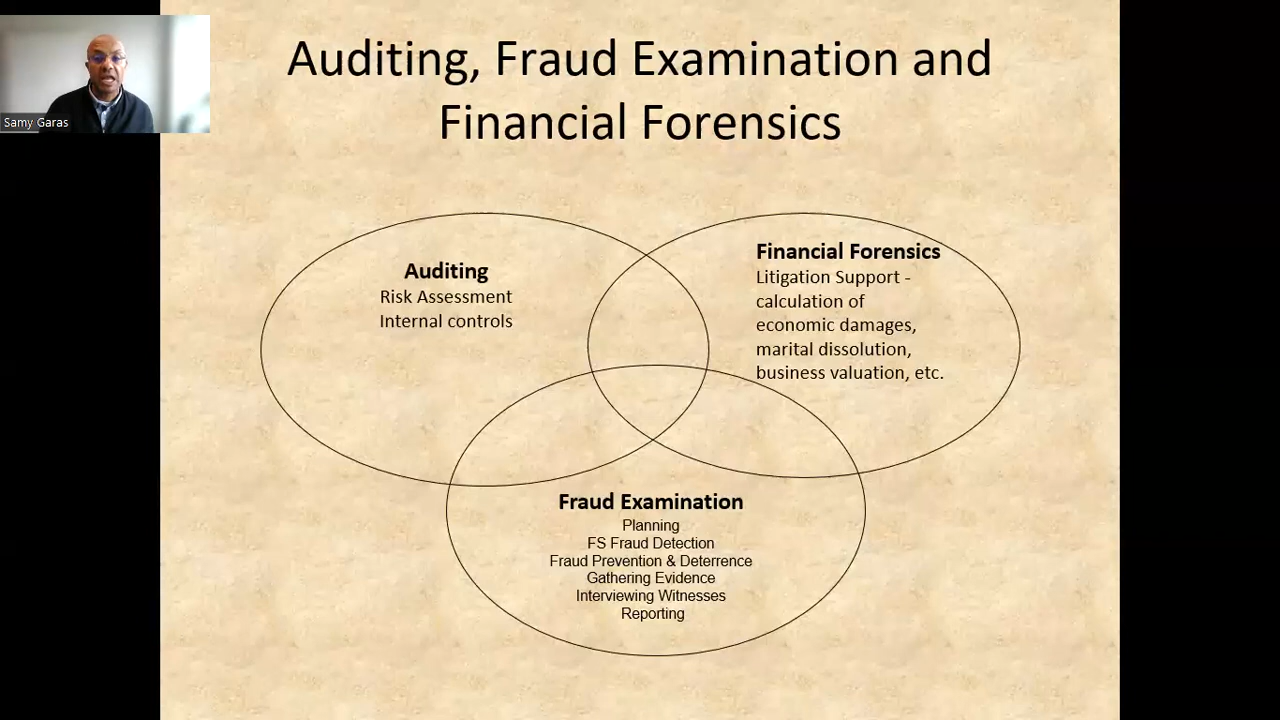 Samy Garas
Auditing, Fraud Examination and
Financial Forensics
Auditing
Risk Assessment
Internal controls
Financial Forensics
Litigation Support -
calculation of
economic damages,
marital dissolution,
business valuation, etc.
Fraud Examination
Planning
FS Fraud Detection
Fraud Prevention & Deterrence
Gathering Evidence
Interviewing Witnesses
Reporting